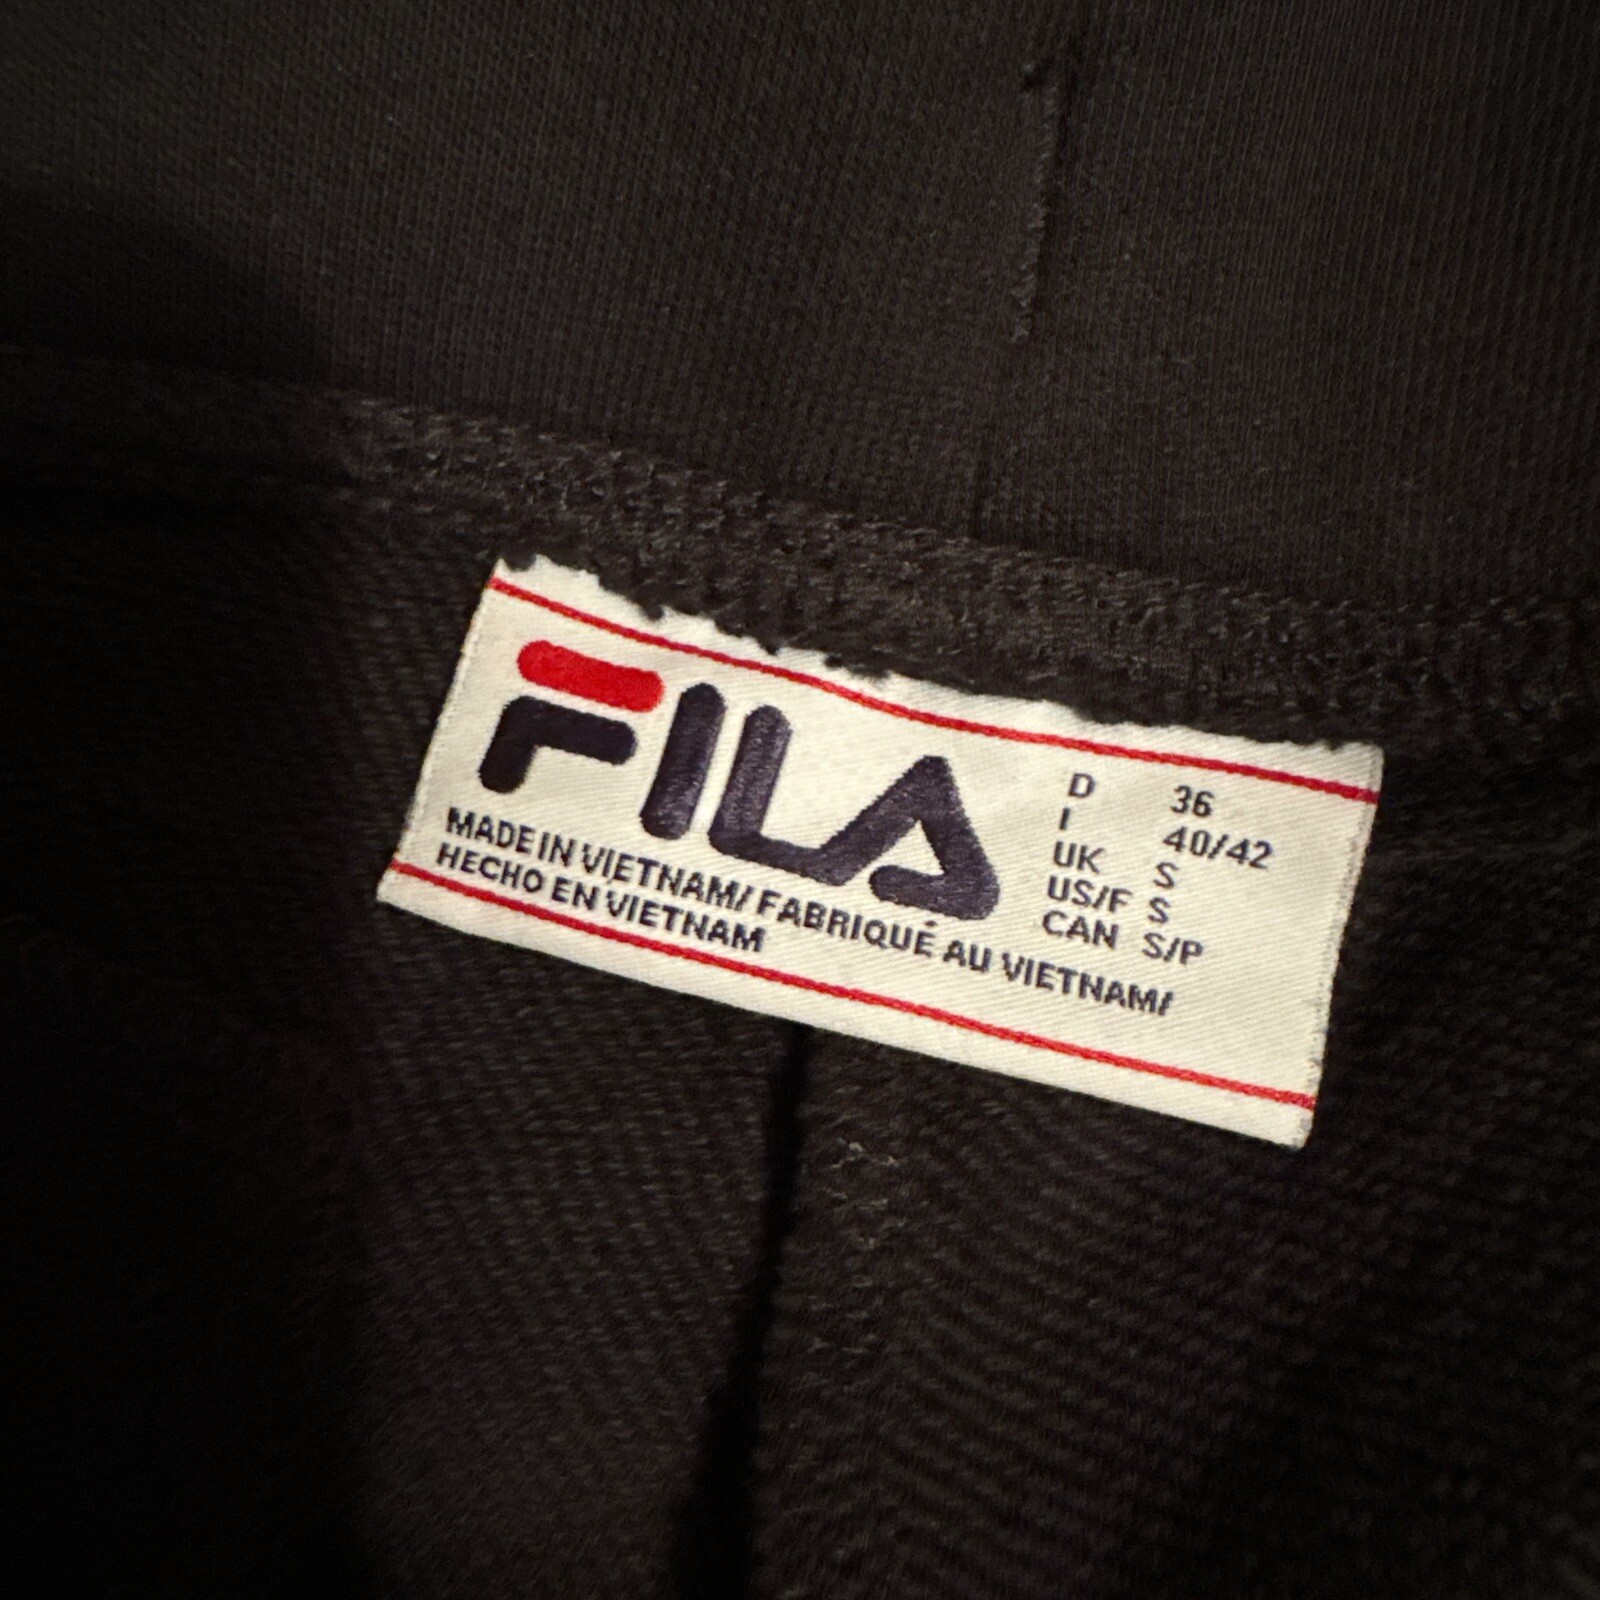 FILA
D 36
I 40/42
UK S
US/F S
CAN S/P
MADE IN VIETNAM/ FABRIQUÉ AU VIETNAM/
HECHO EN VIETNAM